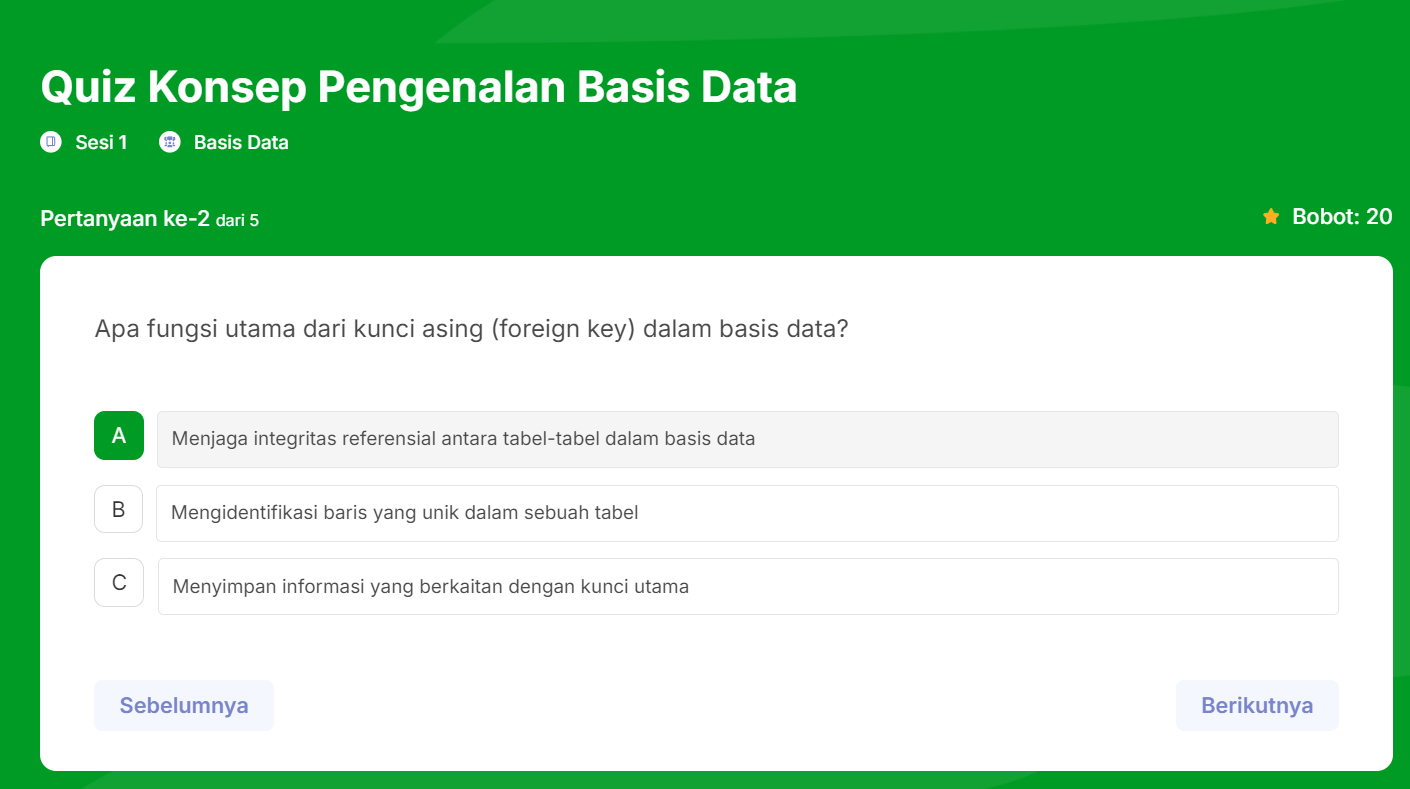 Quiz Konsep Pengenalan Basis Data
Sesi 1 Basis Data
Pertanyaan ke-2 dari 5
Bobot: 20
Apa fungsi utama dari kunci asing (foreign key) dalam basis data?
A Menjaga integritas referensial antara tabel-tabel dalam basis data
B Mengidentifikasi baris yang unik dalam sebuah tabel
C Menyimpan informasi yang berkaitan dengan kunci utama
Sebelumnya
Berikutnya